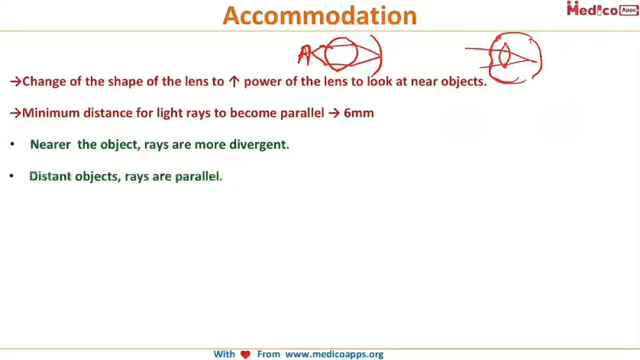 Accommodation
Medico
Apps
A
→Change of the shape of the lens to ↑ power of the lens to look at near objects.
→Minimum distance for light rays to become parallel → 6mm
• Nearer the object, rays are more divergent.
• Distant objects, rays are parallel.
With ❤ From www.medicoapps.org